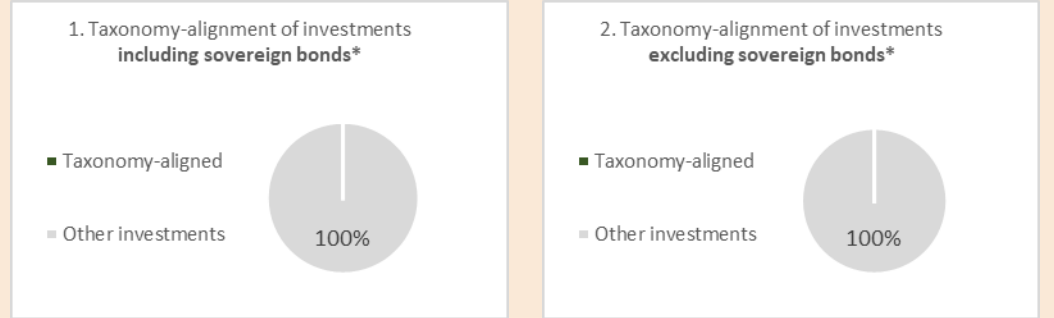 1. Taxonomy-alignment of investments
including sovereign bonds*
Taxonomy-aligned
Other investments
100%
2. Taxonomy-alignment of investments
excluding sovereign bonds*
Taxonomy-aligned
Other investments
100%